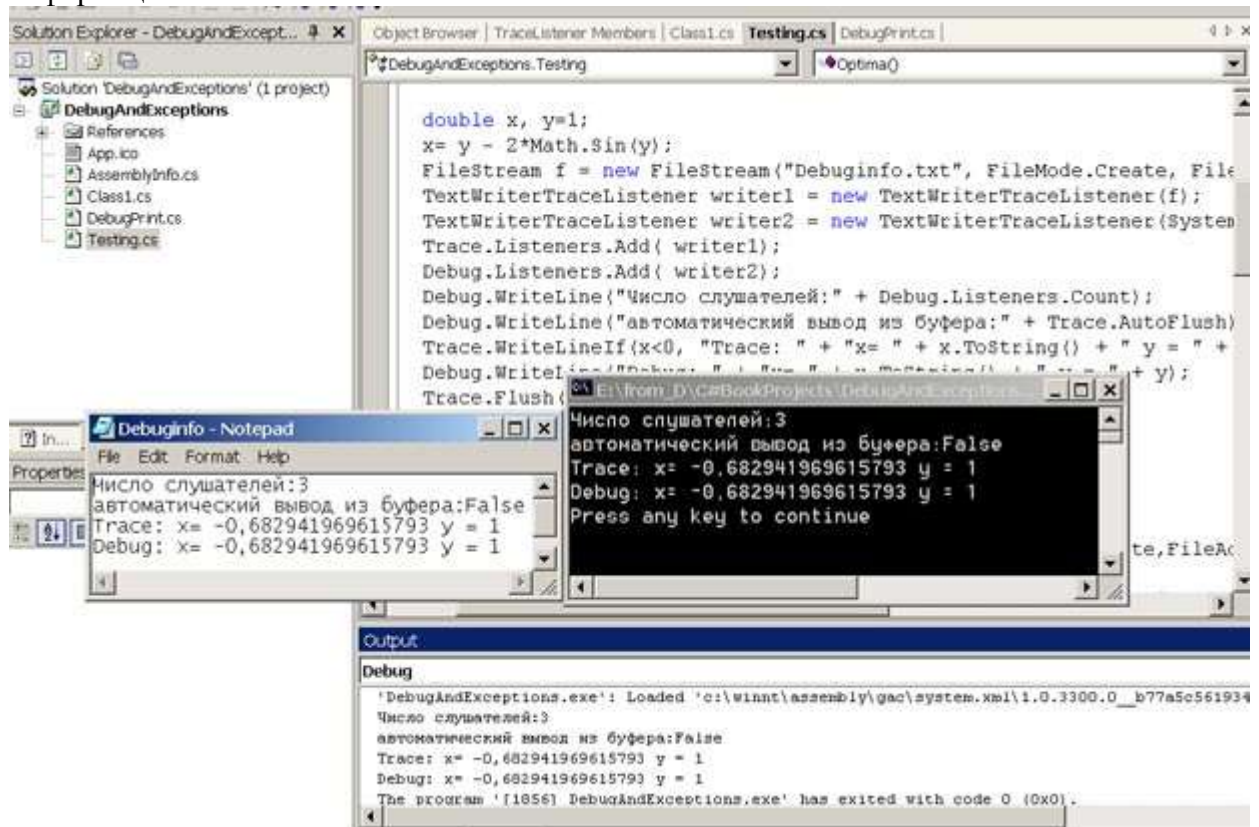 Solution Explorer - DebugAndExcept...
Solution 'DebugAndExceptions' (1 project)
DebugAndExceptions
References
App.ico
AssemblyInfo.cs
Class1.cs
DebugPrint.cs
Testing.cs
Object Browser | TraceListener Members | Class1.cs Testing.cs | DebugPrint.cs |
DebugAndExceptions.Testing
Optima()
double x, y=1;
x= y - 2*Math.Sin(y);
FileStream f = new FileStream("Debuginfo.txt", FileMode.Create, File
TextWriterTraceListener writer1 = new TextWriterTraceListener(f);
TextWriterTraceListener writer2 = new TextWriterTraceListener(System
Trace.Listeners.Add( writer1);
Debug.Listeners.Add( writer2);
Debug.WriteLine("Число слушателей:" + Debug.Listeners.Count);
Debug.WriteLine("автоматический вывод из буфера:" + Trace.AutoFlush)
Trace.WriteLineIf(x<0, "Trace: " + "x= " + x.ToString() + " y = " +
+ y);
Trace.Flush(
te,FileAc
E:\from_D\C#BookProjects\DebugAndExceptions
Число слушателей:3
автоматический вывод из буфера:False
Trace: x= -0,682941969615793 y = 1
Debug: x= -0,682941969615793 y = 1
Press any key to continue
In...
Properties
Debuginfo - Notepad
File Edit Format Help
Число слушателей:3
автоматический вывод из буфера:False
Trace: x= -0,682941969615793 y = 1
Debug: x= -0,682941969615793 y = 1
Output
Debug
'DebugAndExceptions.exe': Loaded 'c:\winnt\assembly\gac\system.xml\1.0.3300.0__b77a5c561934
Число слушателей:3
автоматический вывод из буфера:False
Trace: x= -0,682941969615793 y = 1
Debug: x= -0,682941969615793 y = 1
The program '[1856] DebugAndExceptions.exe' has exited with code 0 (0x0).